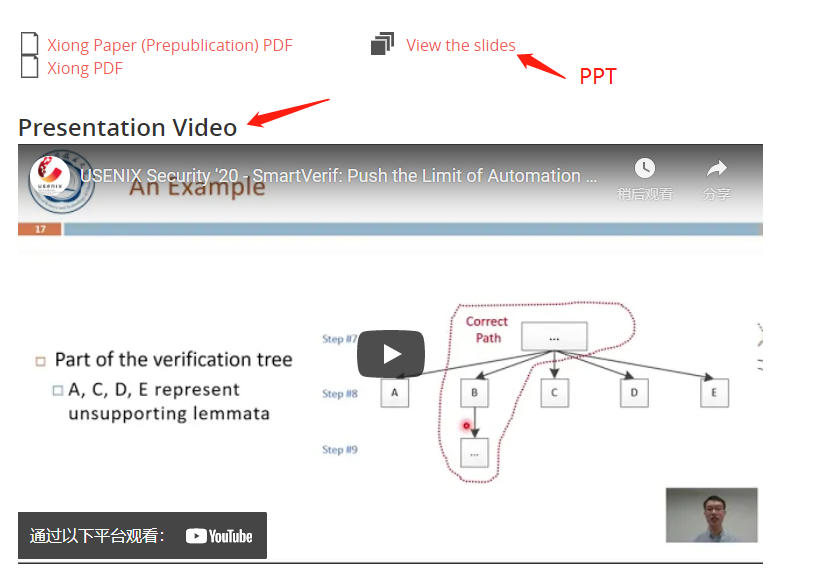 Xiong Paper (Prepublication) PDF
View the slides
Xiong PDF
PPT
Presentation Video
USENIX Security '20 - SmartVerif: Push the Limit of Automation ...
稍后观看
分享
usenix
An Example
17
Correct
Path
...
Step #7
Part of the verification tree
A, C, D, E represent
unsupporting lemmata
Step #8
A
B
C
D
E
Step #9
...
通过以下平台观看：
YouTube